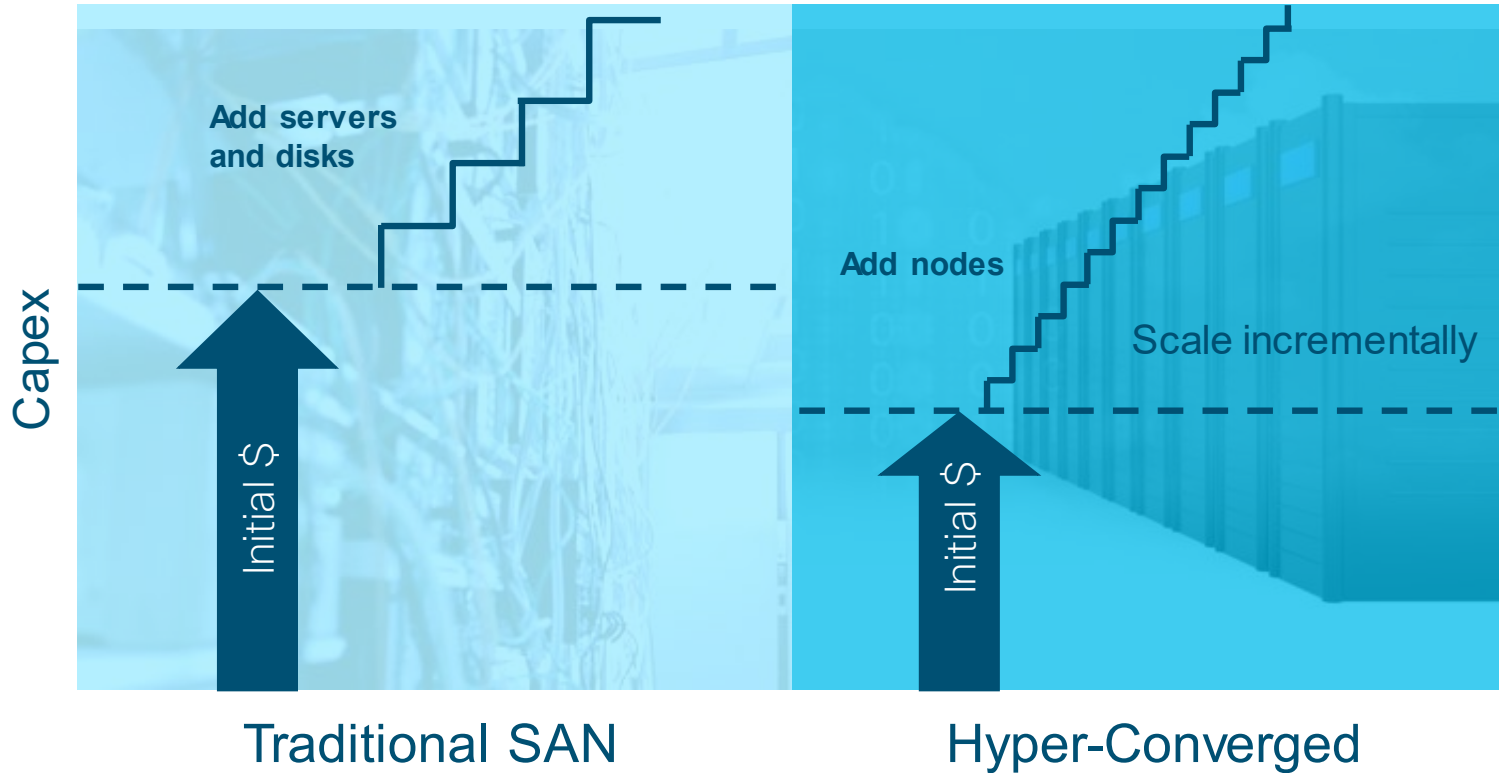 Capex
Add servers
and disks
Initial $
Traditional SAN
Add nodes
Scale incrementally
Initial $
Hyper-Converged